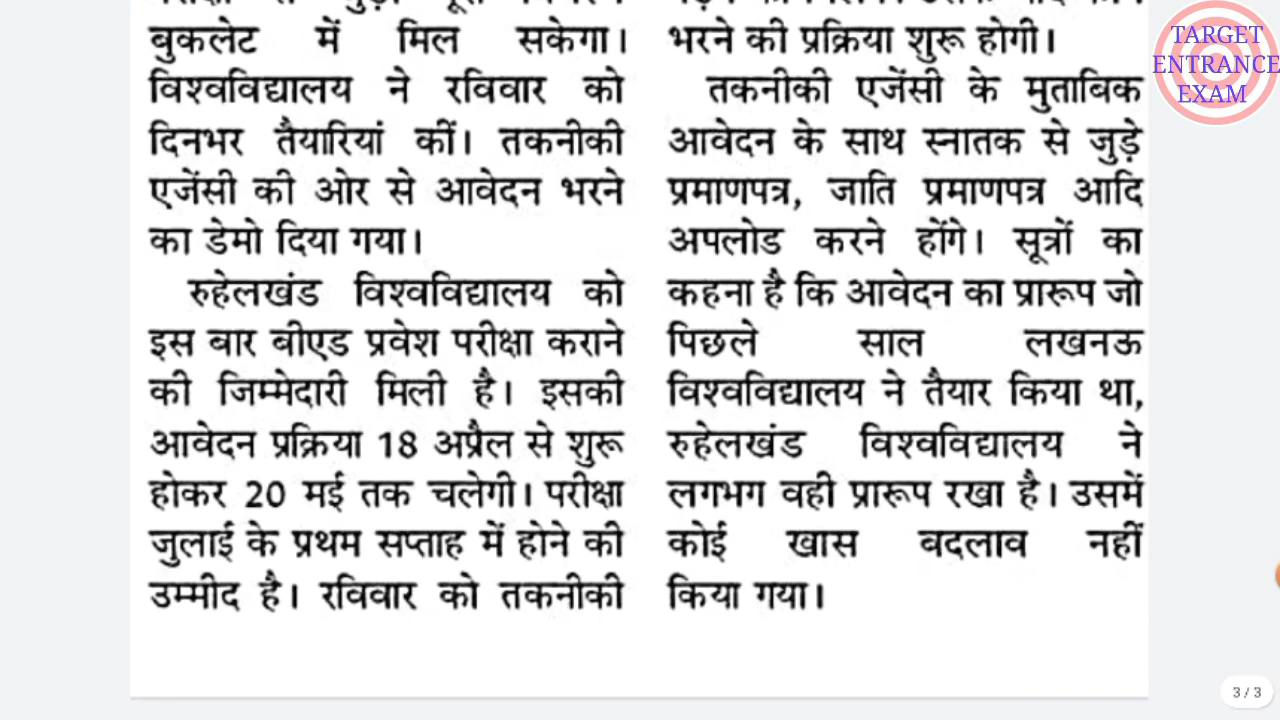 बुकलेट में मिल सकेगा।
विश्वविद्यालय ने रविवार को
दिनभर तैयारियां कीं। तकनीकी
एजेंसी की ओर से आवेदन भरने
का डेमो दिया गया।
रुहेलखंड विश्वविद्यालय को
इस बार बीएड प्रवेश परीक्षा कराने
की जिम्मेदारी मिली है। इसकी
आवेदन प्रक्रिया 18 अप्रैल से शुरू
होकर 20 मई तक चलेगी। परीक्षा
जुलाई के प्रथम सप्ताह में होने की
उम्मीद है। रविवार को तकनीकी
भरने की प्रक्रिया शुरू होगी।
तकनीकी एजेंसी के मुताबिक
आवेदन के साथ स्नातक से जुड़े
प्रमाणपत्र, जाति प्रमाणपत्र आदि
अपलोड करने होंगे। सूत्रों का
कहना है कि आवेदन का प्रारूप जो
पिछले साल लखनऊ
विश्वविद्यालय ने तैयार किया था,
रुहेलखंड विश्वविद्यालय ने
लगभग वही प्रारूप रखा है। उसमें
कोई खास बदलाव नहीं
किया गया।
TARGET
ENTRANCE
EXAM
3 / 3